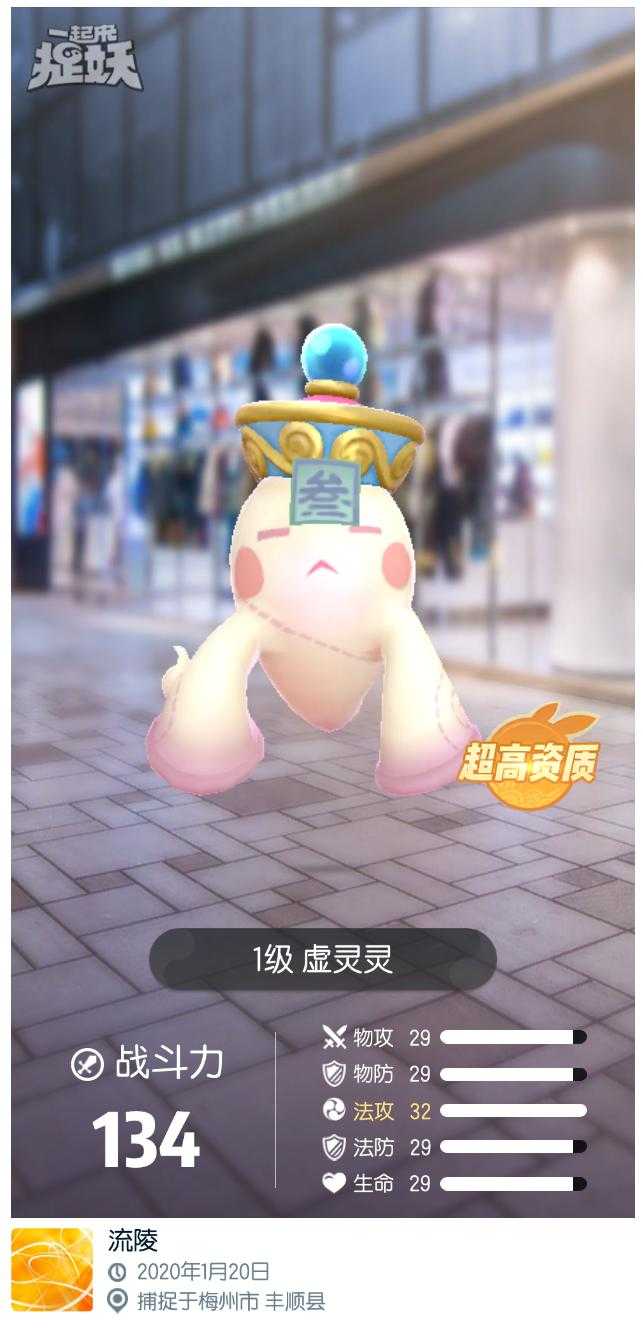 一起来
捉妖
叁
超高资质
1级 虚灵灵
战斗力
134
物攻 29
物防 29
法攻 32
法防 29
生命 29
流陵
2020年1月20日
捕捉于梅州市 丰顺县